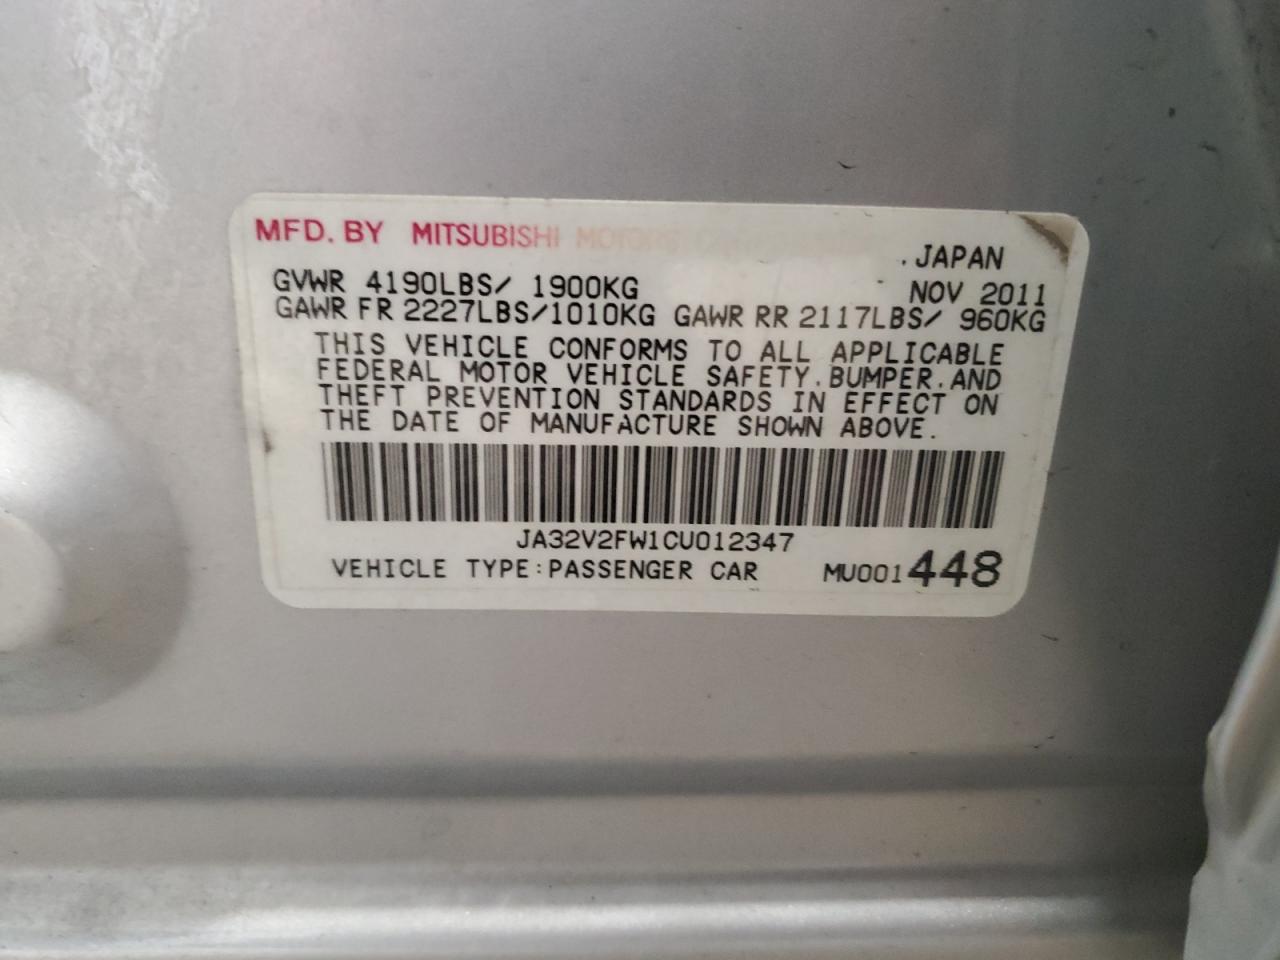 MFD. BY MITSUBISHI MOTORS CORPORATION
. JAPAN
GVWR 4190LBS/ 1900KG NOV 2011
GAWR FR 2227LBS/1010KG GAWR RR 2117LBS/ 960KG
THIS VEHICLE CONFORMS TO ALL APPLICABLE
FEDERAL MOTOR VEHICLE SAFETY.BUMPER.AND
THEFT PREVENTION STANDARDS IN EFFECT ON
THE DATE OF MANUFACTURE SHOWN ABOVE.
JA32V2FW1CU012347
VEHICLE TYPE:PASSENGER CAR MU001448